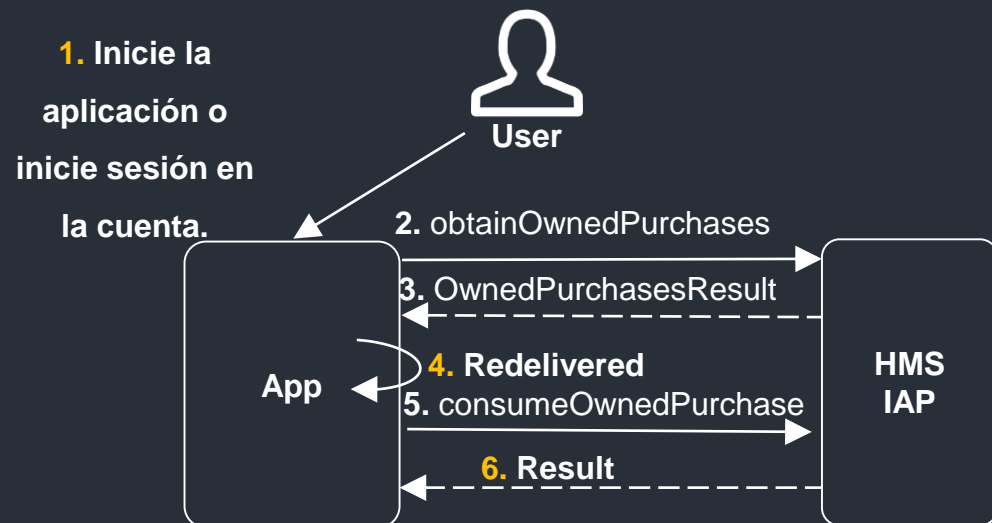 1. Inicie la
aplicación o
inicie sesión en
la cuenta.
User
2. obtainOwnedPurchases
3. OwnedPurchasesResult
4. Redelivered
5. consumeOwnedPurchase
6. Result
App
HMS
IAP